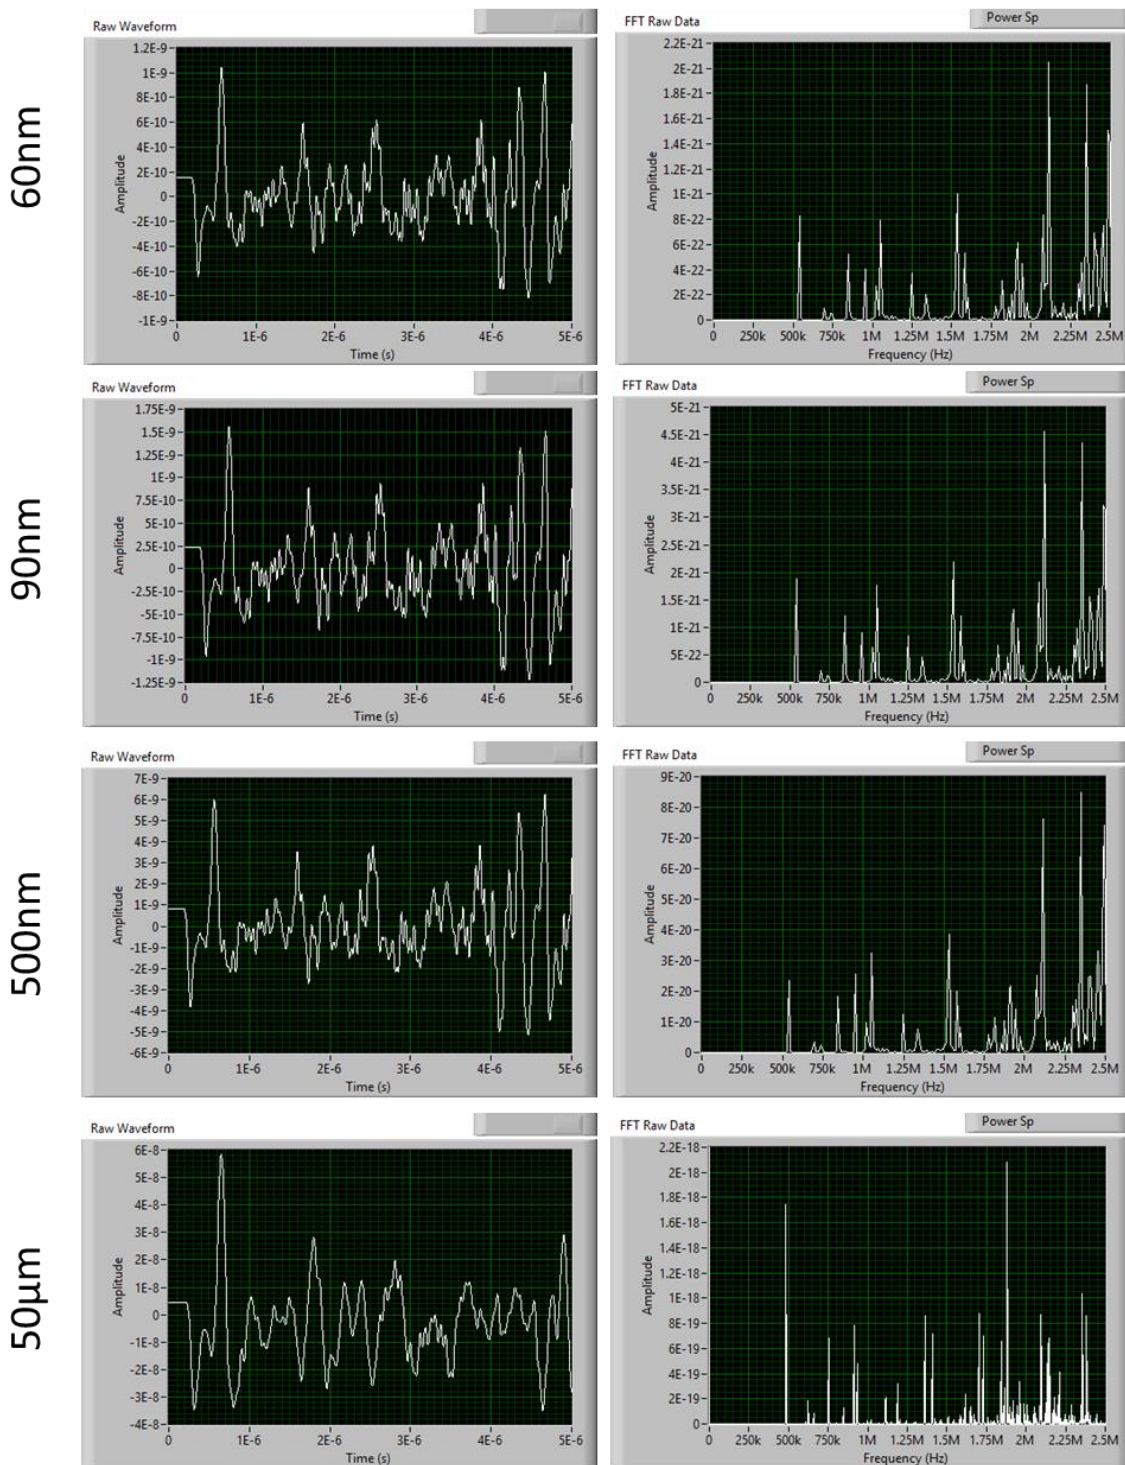 60nm
Raw Waveform
Amplitude
1.2E-9
1E-9
8E-10
6E-10
4E-10
2E-10
0
-2E-10
-4E-10
-6E-10
-8E-10
-1E-9
0 1E-6 2E-6 3E-6 4E-6 5E-6
Time (s)
FFT Raw Data Power Sp
Amplitude
2.2E-21
2E-21
1.8E-21
1.6E-21
1.4E-21
1.2E-21
1E-21
8E-22
6E-22
4E-22
2E-22
0
0 250k 500k 750k 1M 1.25M 1.5M 1.75M 2M 2.25M 2.5M
Frequency (Hz)
90nm
Raw Waveform
Amplitude
1.75E-9
1.5E-9
1.25E-9
1E-9
7.5E-10
5E-10
2.5E-10
0
-2.5E-10
-5E-10
-7.5E-10
-1E-9
-1.25E-9
0 1E-6 2E-6 3E-6 4E-6 5E-6
Time (s)
FFT Raw Data Power Sp
Amplitude
5E-21
4.5E-21
4E-21
3.5E-21
3E-21
2.5E-21
2E-21
1.5E-21
1E-21
5E-22
0
0 250k 500k 750k 1M 1.25M 1.5M 1.75M 2M 2.25M 2.5M
Frequency (Hz)
500nm
Raw Waveform
Amplitude
7E-9
6E-9
5E-9
4E-9
3E-9
2E-9
1E-9
0
-1E-9
-2E-9
-3E-9
-4E-9
-5E-9
-6E-9
0 1E-6 2E-6 3E-6 4E-6 5E-6
Time (s)
FFT Raw Data Power Sp
Amplitude
9E-20
8E-20
7E-20
6E-20
5E-20
4E-20
3E-20
2E-20
1E-20
0
0 250k 500k 750k 1M 1.25M 1.5M 1.75M 2M 2.25M 2.5M
Frequency (Hz)
50μm
Raw Waveform
Amplitude
6E-8
5E-8
4E-8
3E-8
2E-8
1E-8
0
-1E-8
-2E-8
-3E-8
-4E-8
0 1E-6 2E-6 3E-6 4E-6 5E-6
Time (s)
FFT Raw Data Power Sp
Amplitude
2.2E-18
2E-18
1.8E-18
1.6E-18
1.4E-18
1.2E-18
1E-18
8E-19
6E-19
4E-19
2E-19
0
0 250k 500k 750k 1M 1.25M 1.5M 1.75M 2M 2.25M 2.5M
Frequency (Hz)